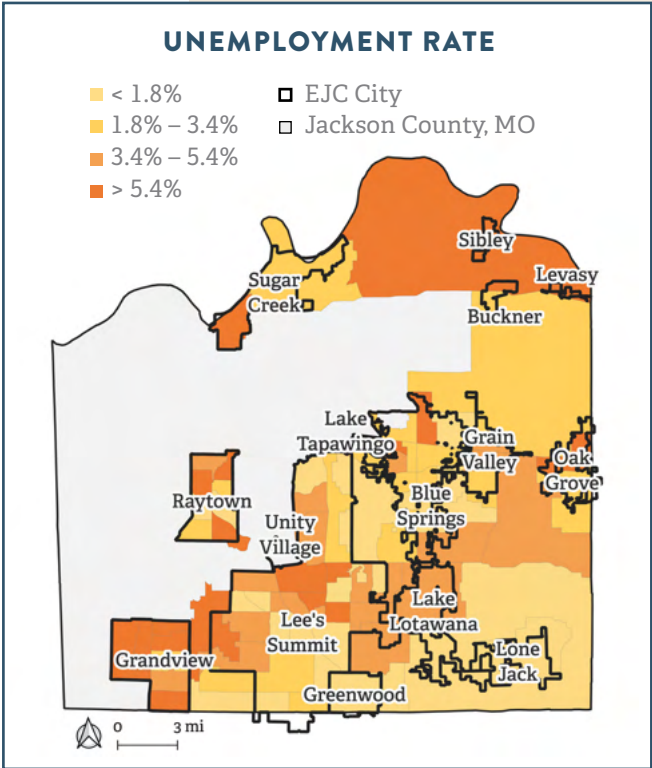 UNEMPLOYMENT RATE
< 1.8%
1.8% – 3.4%
3.4% – 5.4%
> 5.4%
EJC City
Jackson County, MO
Sibley
Levasy
Sugar
Creek
Buckner
Lake
Tapawingo
Grain
Valley
Oak
Grove
Raytown
Blue
Springs
Unity
Village
Lake
Lotawana
Lee's
Summit
Lone
Jack
Grandview
Greenwood
0 3 mi